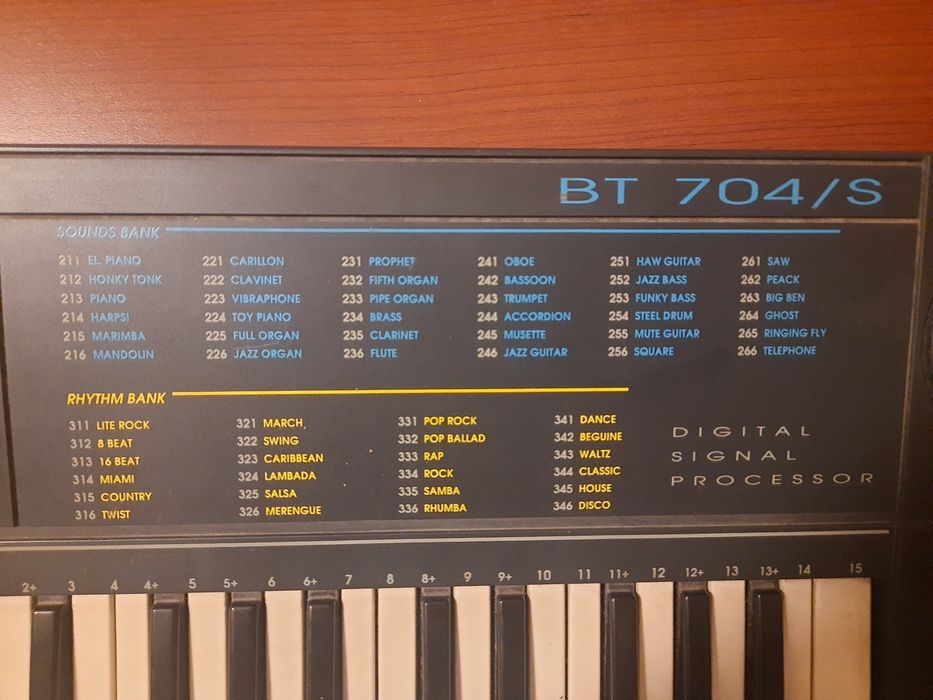 BT 704/S
SOUNDS BANK
211 EL. PIANO 221 CARILLON 231 PROPHET 241 OBOE 251 HAW GUITAR 261 SAW
212 HONKY TONK 222 CLAVINET 232 FIFTH ORGAN 242 BASSOON 252 JAZZ BASS 262 PEACK
213 PIANO 223 VIBRAPHONE 233 PIPE ORGAN 243 TRUMPET 253 FUNKY BASS 263 BIG BEN
214 HARPSI 224 TOY PIANO 234 BRASS 244 ACCORDION 254 STEEL DRUM 264 GHOST
215 MARIMBA 225 FULL ORGAN 235 CLARINET 245 MUSETTE 255 MUTE GUITAR 265 RINGING FLY
216 MANDOLIN 226 JAZZ ORGAN 236 FLUTE 246 JAZZ GUITAR 256 SQUARE 266 TELEPHONE
RHYTHM BANK
311 LITE ROCK 321 MARCH 331 POP ROCK 341 DANCE
312 8 BEAT 322 SWING 332 POP BALLAD 342 BEGUINE
313 16 BEAT 323 CARIBBEAN 333 RAP 343 WALTZ
314 MIAMI 324 LAMBADA 334 ROCK 344 CLASSIC
315 COUNTRY 325 SALSA 335 SAMBA 345 HOUSE
316 TWIST 326 MERENGUE 336 RHUMBA 346 DISCO
DIGITAL
SIGNAL
PROCESSOR
2+ 3 4 4+ 5 5+ 6 6+ 7 8 8+ 9 9+ 10 11 11+ 12 12+ 13 13+ 14 15